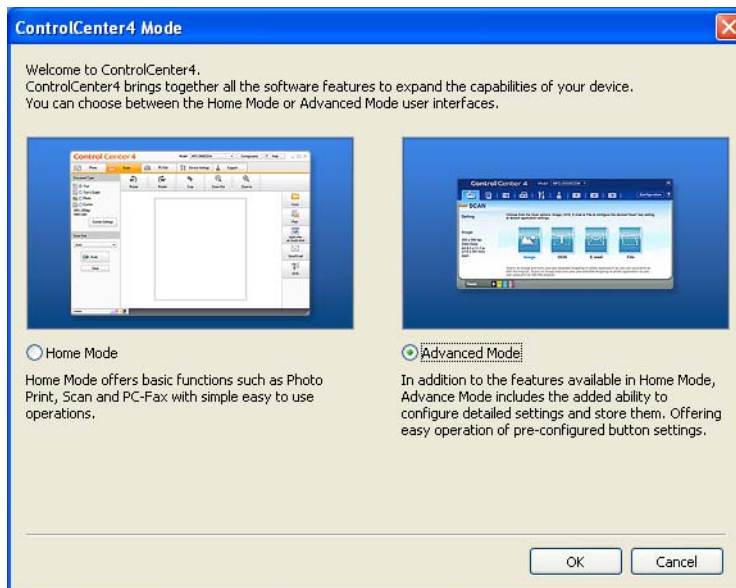 ControlCenter4 Mode
Welcome to ControlCenter4.
ControlCenter4 brings together all the software features to expand the capabilities of your device.
You can choose between the Home Mode or Advanced Mode user interfaces.
Control Center 4
Control Center 4
SCAN
Image
OCR
E-mail
File
Home Mode
Home Mode offers basic functions such as Photo
Print, Scan and PC-Fax with simple easy to use
operations.
Advanced Mode
In addition to the features available in Home Mode,
Advance Mode includes the added ability to
configure detailed settings and store them. Offering
easy operation of pre-configured button settings.
OK
Cancel